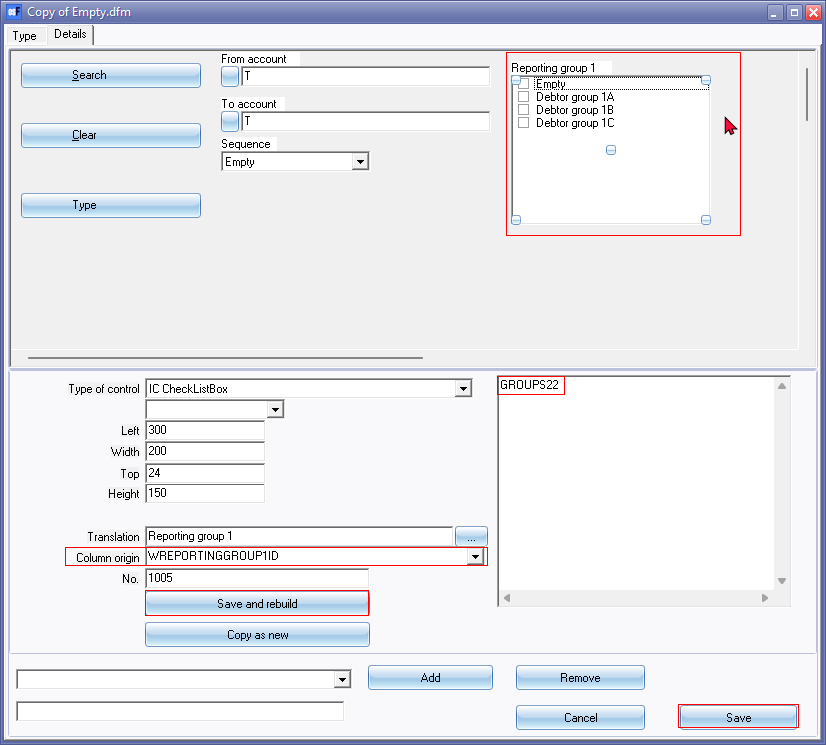 Copy of Empty.dfm
Type
Details
Search
Clear
Type
From account
T
To account
T
Sequence
Empty
Reporting group 1
Empty
Debtor group 1A
Debtor group 1B
Debtor group 1C
Type of control
IC CheckListBox
Left
300
Width
200
Top
24
Height
150
Translation
Reporting group 1
...
Column origin
WREPORTINGGROUP1ID
No.
1005
Save and rebuild
Copy as new
GROUPS22
Add
Remove
Cancel
Save